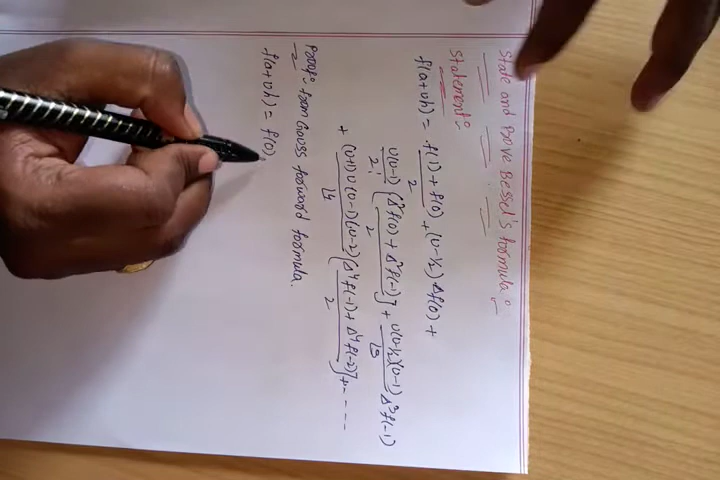 State and Prove Bessel's formula:-
Statement:-
f(a+uh) = f(1)+f(0)/2 + (u-1/2) Δf(0) +
u(u-1)/2! {Δ²f(0) + Δ²f(-1)/2} + u(u-1/2)(u-1)/⌊3 Δ³f(-1)
+ (u+1)u(u-1)(u-2)/⌊4 {Δ⁴f(-1) + Δ⁴f(-2)/2} + - - - -
Proof:- from Gauss forward formula.
f(a+uh) = f(0)